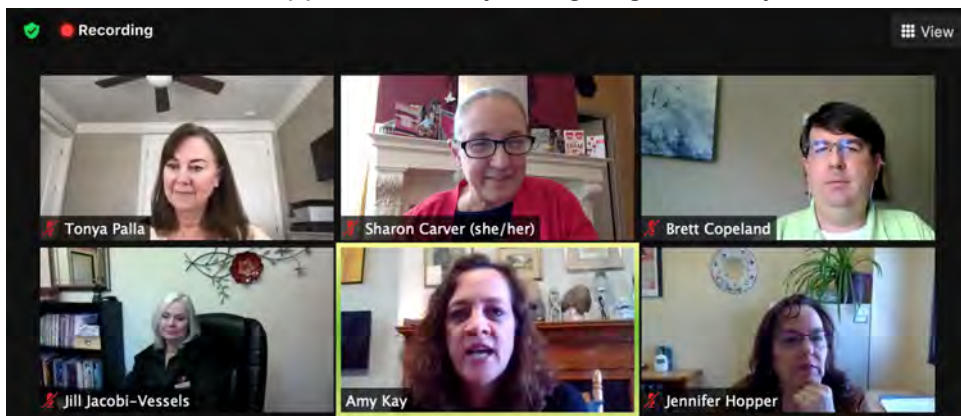 Recording
View
Tonya Palla
Sharon Carver (she/her)
Brett Copeland
Jill Jacobi-Vessels
Amy Kay
Jennifer Hopper